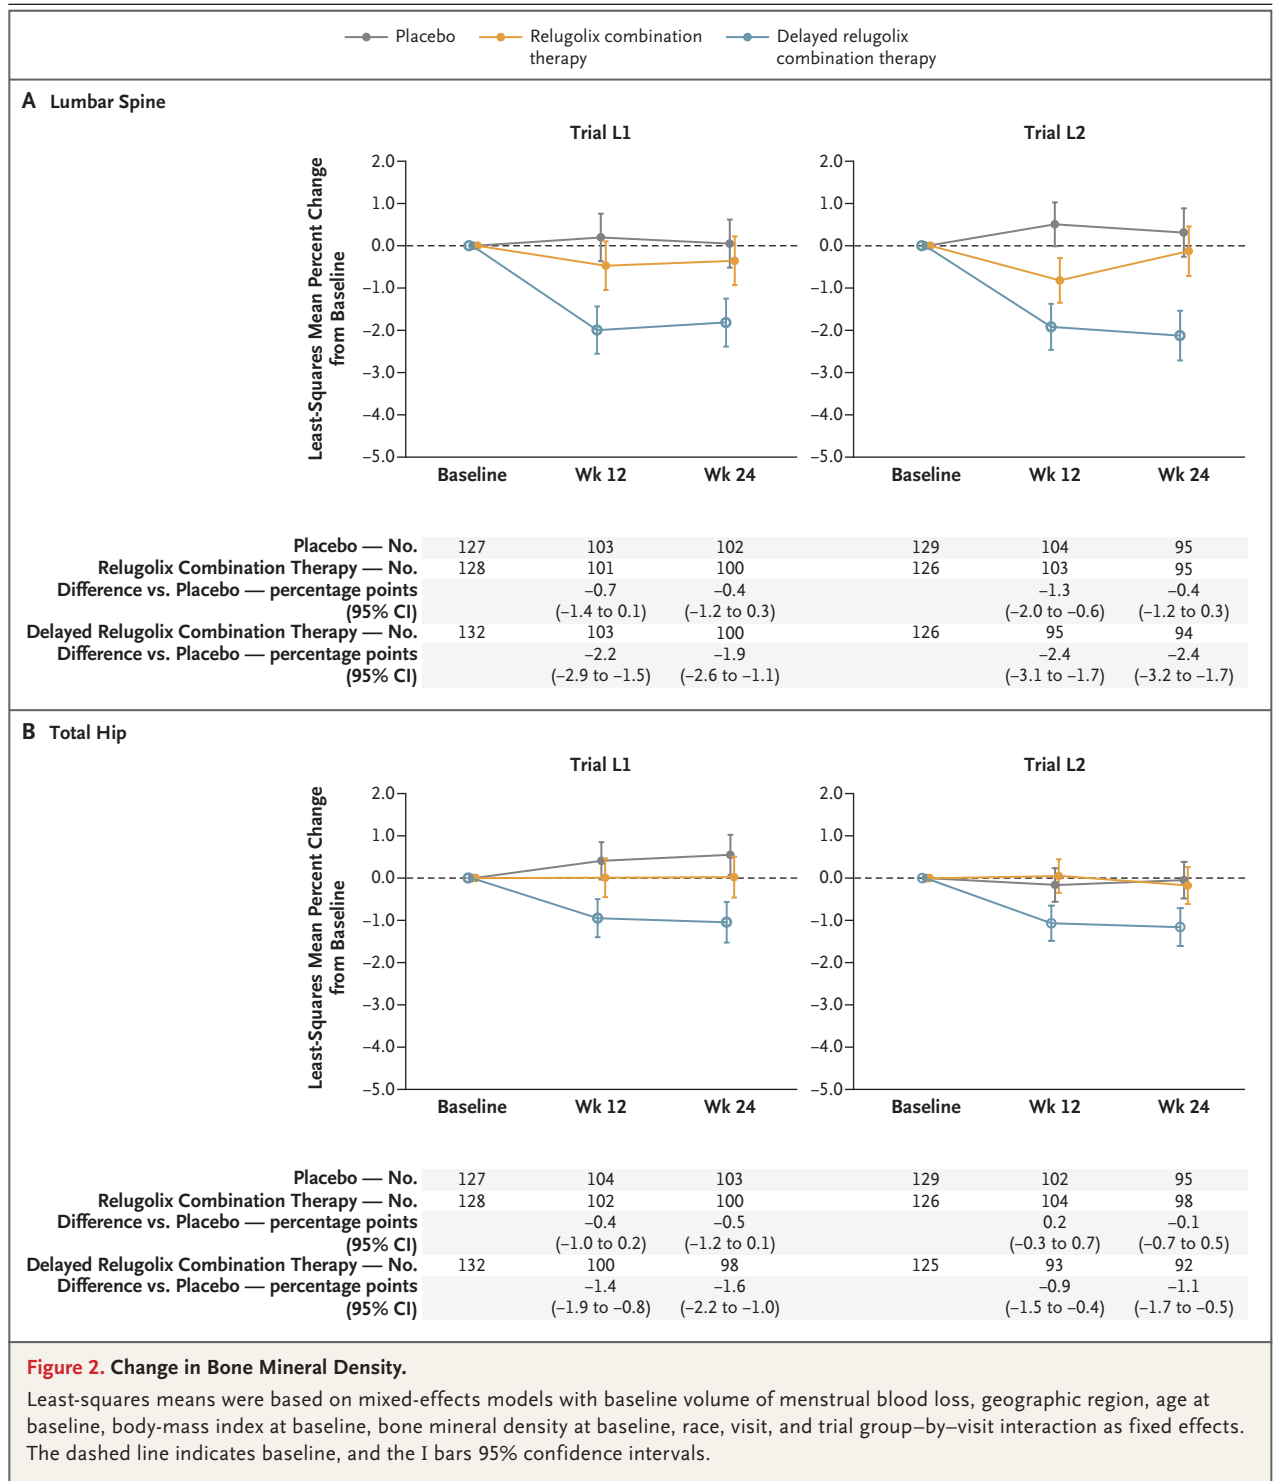 Placebo
Relugolix combination therapy
Delayed relugolix combination therapy
A Lumbar Spine
Trial L1
Trial L2
Least-Squares Mean Percent Change from Baseline
2.0
1.0
0.0
–1.0
–2.0
–3.0
–4.0
–5.0
2.0
1.0
0.0
–1.0
–2.0
–3.0
–4.0
–5.0
Baseline Wk 12 Wk 24 Baseline Wk 12 Wk 24
Placebo — No. 127 103 102 129 104 95
Relugolix Combination Therapy — No. 128 101 100 126 103 95
Difference vs. Placebo — percentage points –0.7 –0.4 –1.3 –0.4
(95% CI) (–1.4 to 0.1) (–1.2 to 0.3) (–2.0 to –0.6) (–1.2 to 0.3)
Delayed Relugolix Combination Therapy — No. 132 103 100 126 95 94
Difference vs. Placebo — percentage points –2.2 –1.9 –2.4 –2.4
(95% CI) (–2.9 to –1.5) (–2.6 to –1.1) (–3.1 to –1.7) (–3.2 to –1.7)
B Total Hip
Trial L1
Trial L2
Least-Squares Mean Percent Change from Baseline
2.0
1.0
0.0
–1.0
–2.0
–3.0
–4.0
–5.0
2.0
1.0
0.0
–1.0
–2.0
–3.0
–4.0
–5.0
Baseline Wk 12 Wk 24 Baseline Wk 12 Wk 24
Placebo — No. 127 104 103 129 102 95
Relugolix Combination Therapy — No. 128 102 100 126 104 98
Difference vs. Placebo — percentage points –0.4 –0.5 0.2 –0.1
(95% CI) (–1.0 to 0.2) (–1.2 to 0.1) (–0.3 to 0.7) (–0.7 to 0.5)
Delayed Relugolix Combination Therapy — No. 132 100 98 125 93 92
Difference vs. Placebo — percentage points –1.4 –1.6 –0.9 –1.1
(95% CI) (–1.9 to –0.8) (–2.2 to –1.0) (–1.5 to –0.4) (–1.7 to –0.5)
Figure 2. Change in Bone Mineral Density.
Least-squares means were based on mixed-effects models with baseline volume of menstrual blood loss, geographic region, age at
baseline, body-mass index at baseline, bone mineral density at baseline, race, visit, and trial group–by–visit interaction as fixed effects.
The dashed line indicates baseline, and the I bars 95% confidence intervals.